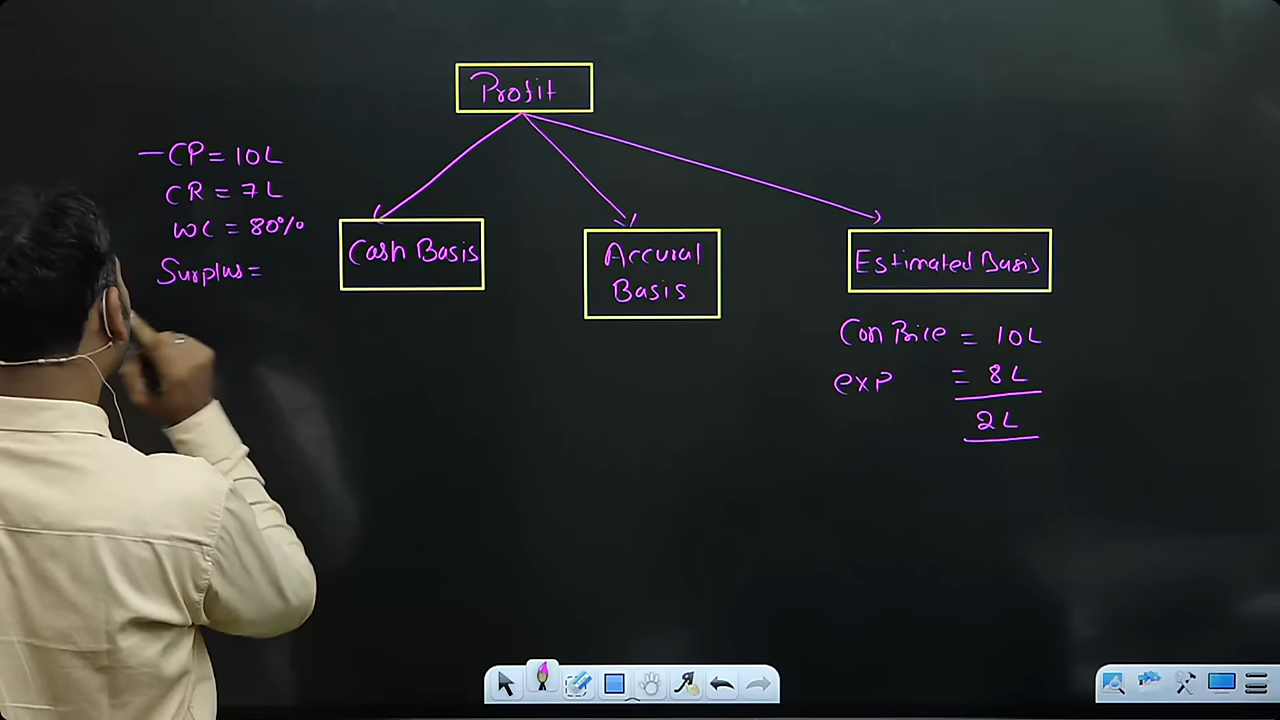 Profit
— CP = 10L
CR = 7L
WC = 80%
Surplus =
Cash Basis
Accural
Basis
Estimated Basis
Con Price = 10L
exp = 8L
2L